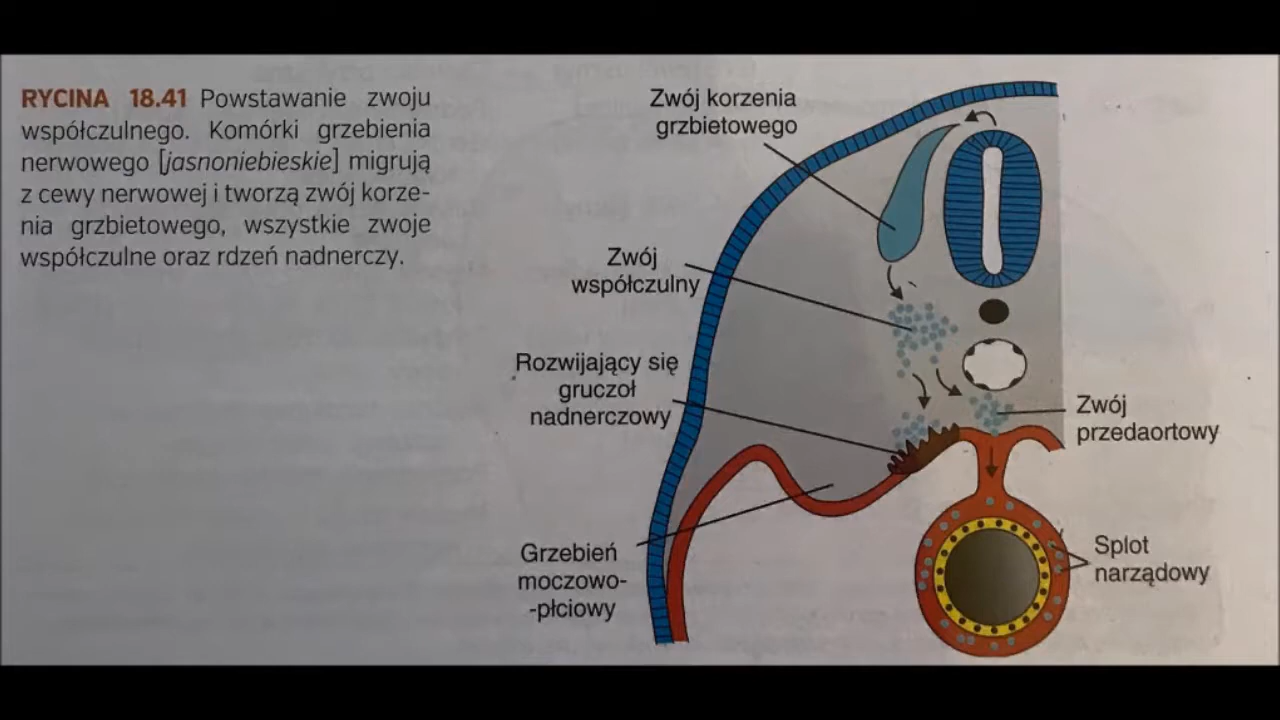 RYCINA 18.41 Powstawanie zwoju
współczulnego. Komórki grzebienia
nerwowego [jasnoniebieskie] migrują
z cewy nerwowej i tworzą zwój korze-
nia grzbietowego, wszystkie zwoje
współczulne oraz rdzeń nadnerczy.
Zwój korzenia
grzbietowego
Zwój
współczulny
Rozwijający się
gruczoł
nadnerczowy
Zwój
przedaortowy
Grzebień
moczowo-
-płciowy
Splot
narządowy